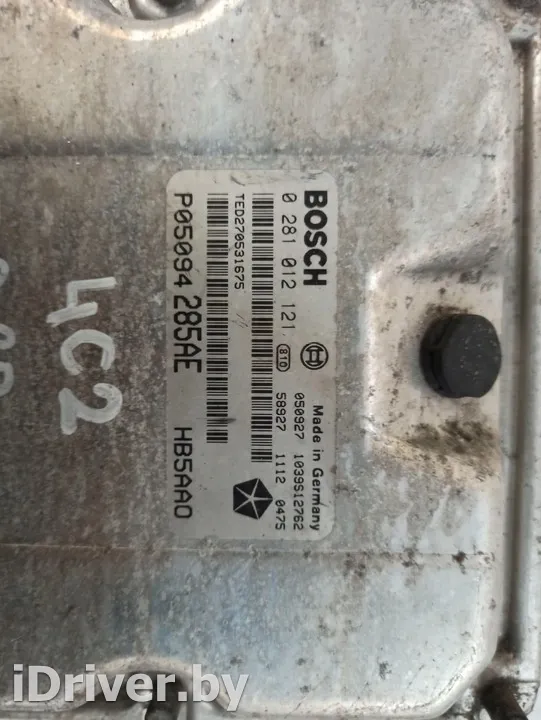 BOSCH
0 281 012 121
810
Made in Germany
050927 1039S12762
58927 1112 0475
TED270531675
P05094285AE HB5AAO
4C2
iDriver.by